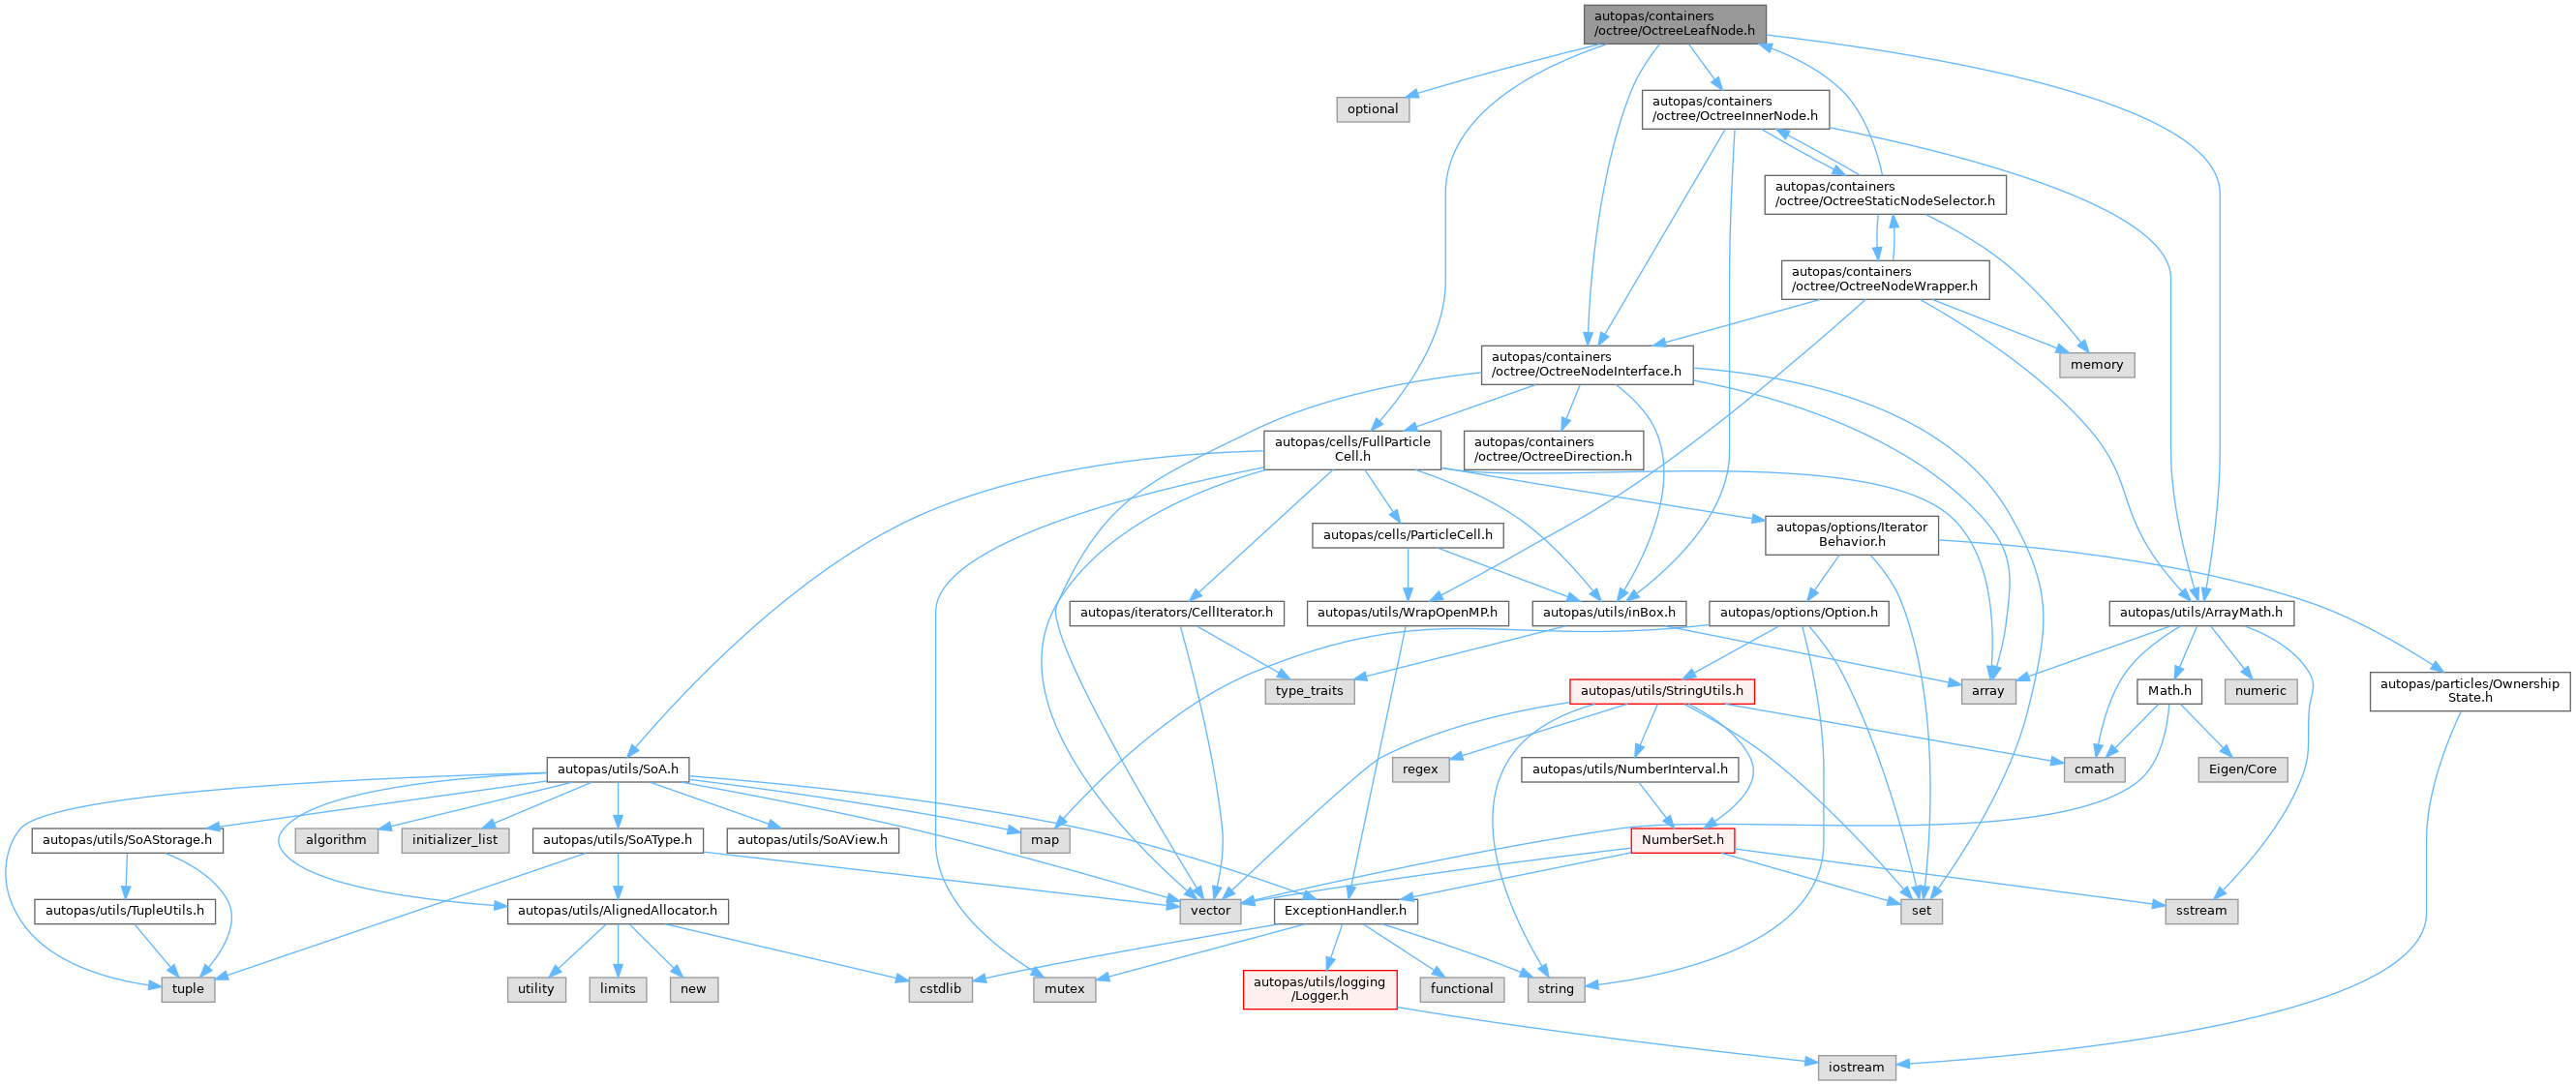 autopas/containers
/octree/OctreeLeafNode.h
optional
autopas/containers
/octree/OctreeInnerNode.h
autopas/containers
/octree/OctreeStaticNodeSelector.h
autopas/containers
/octree/OctreeNodeWrapper.h
autopas/containers
/octree/OctreeNodeInterface.h
memory
autopas/cells/FullParticle
Cell.h
autopas/containers
/octree/OctreeDirection.h
autopas/cells/ParticleCell.h
autopas/options/Iterator
Behavior.h
autopas/iterators/CellIterator.h
autopas/utils/WrapOpenMP.h
autopas/utils/inBox.h
autopas/options/Option.h
autopas/utils/ArrayMath.h
type_traits
autopas/utils/StringUtils.h
array
Math.h
numeric
autopas/particles/Ownership
State.h
autopas/utils/SoA.h
regex
autopas/utils/NumberInterval.h
cmath
Eigen/Core
autopas/utils/SoAStorage.h
algorithm
initializer_list
autopas/utils/SoAType.h
autopas/utils/SoAView.h
map
NumberSet.h
autopas/utils/TupleUtils.h
autopas/utils/AlignedAllocator.h
vector
ExceptionHandler.h
set
sstream
tuple
utility
limits
new
cstdlib
mutex
autopas/utils/logging
/Logger.h
functional
string
iostream